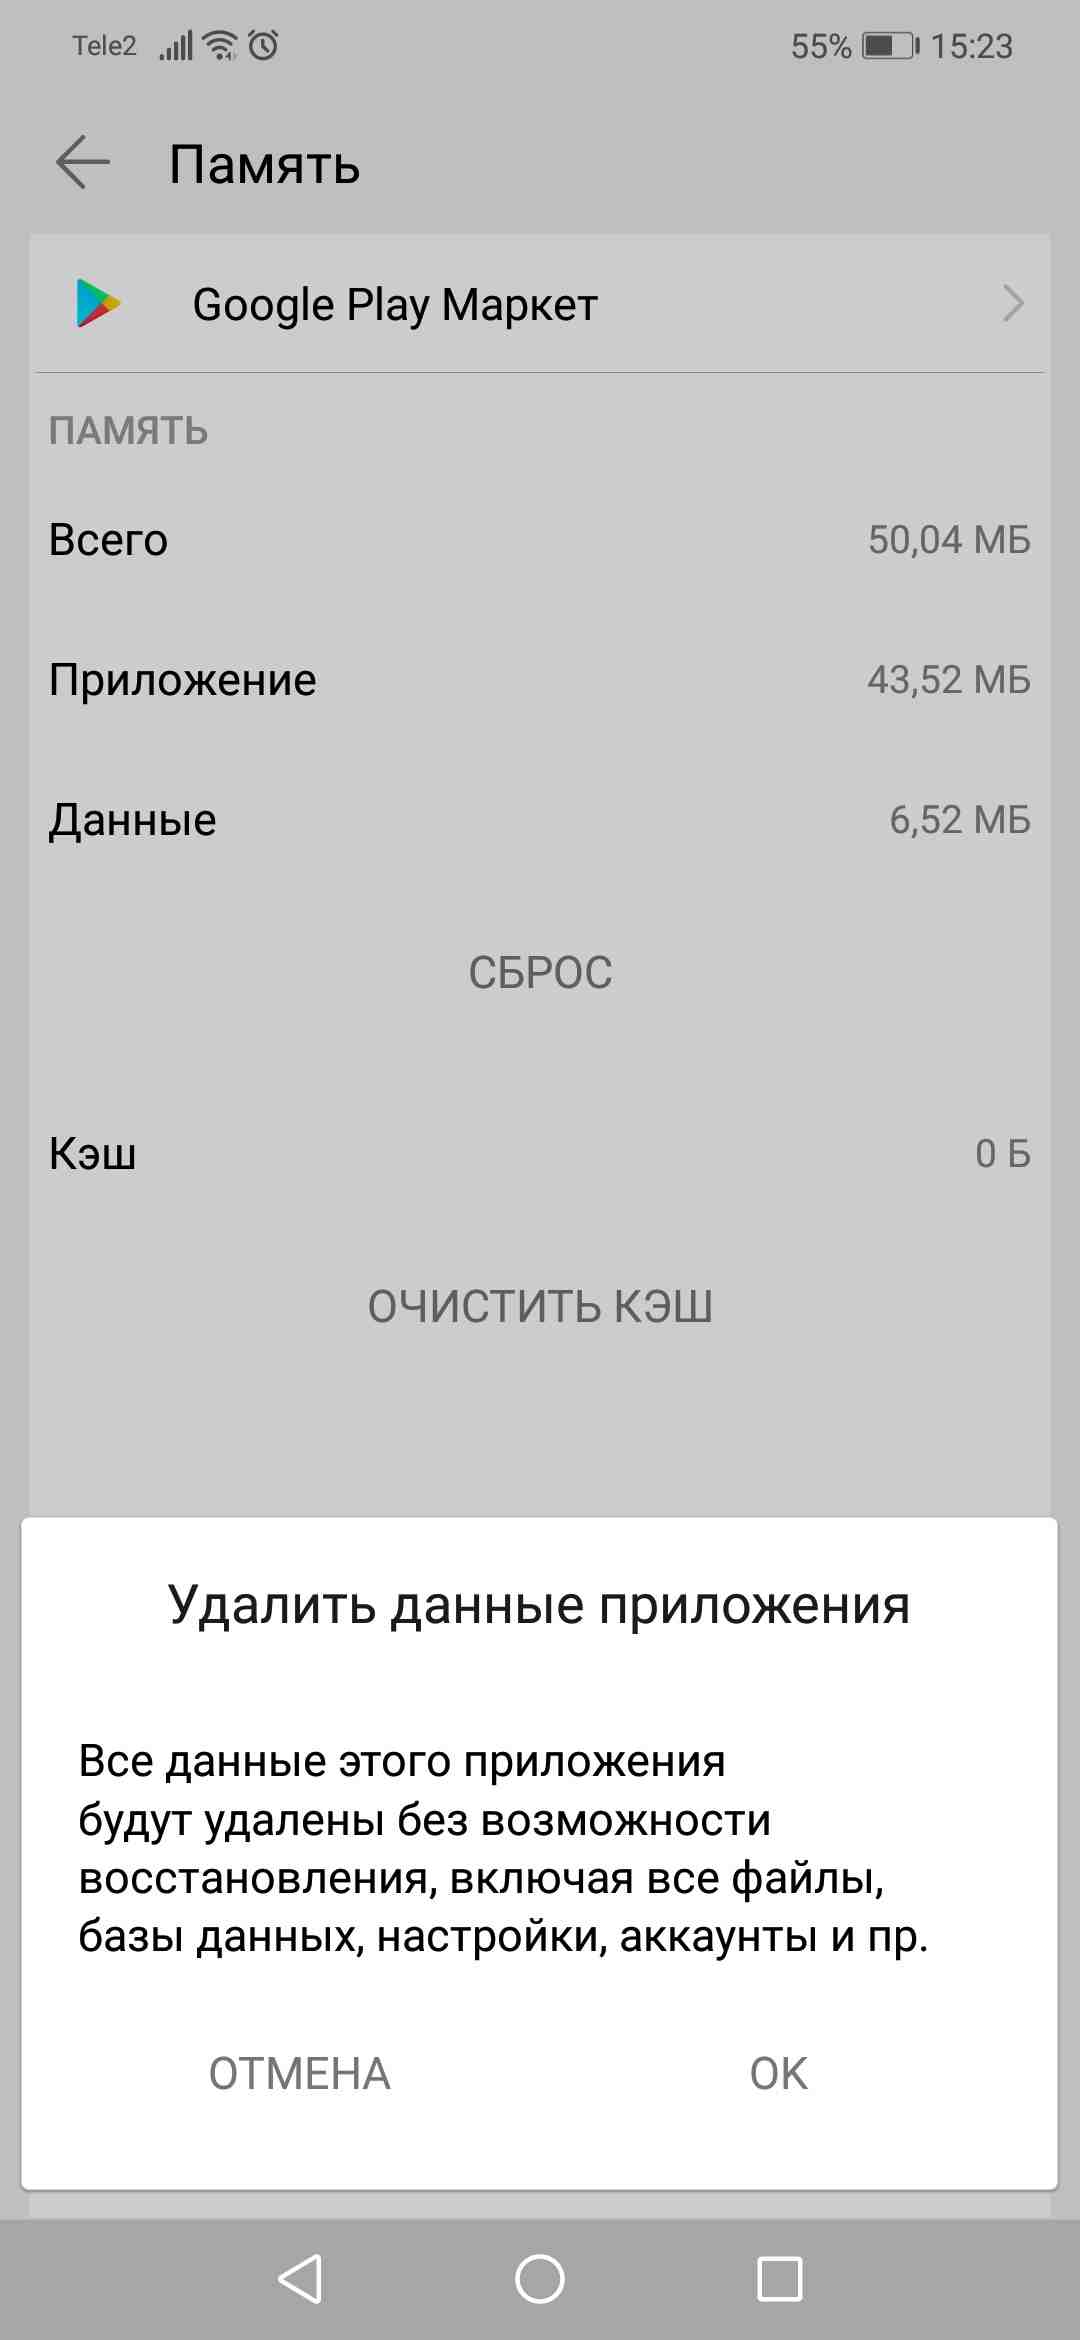 Tele2 55% 15:23
Память
Google Play Маркет
ПАМЯТЬ
Всего 50,04 МБ
Приложение 43,52 МБ
Данные 6,52 МБ
СБРОС
Кэш 0 Б
ОЧИСТИТЬ КЭШ
Удалить данные приложения
Все данные этого приложения
будут удалены без возможности
восстановления, включая все файлы,
базы данных, настройки, аккаунты и пр.
ОТМЕНА OK